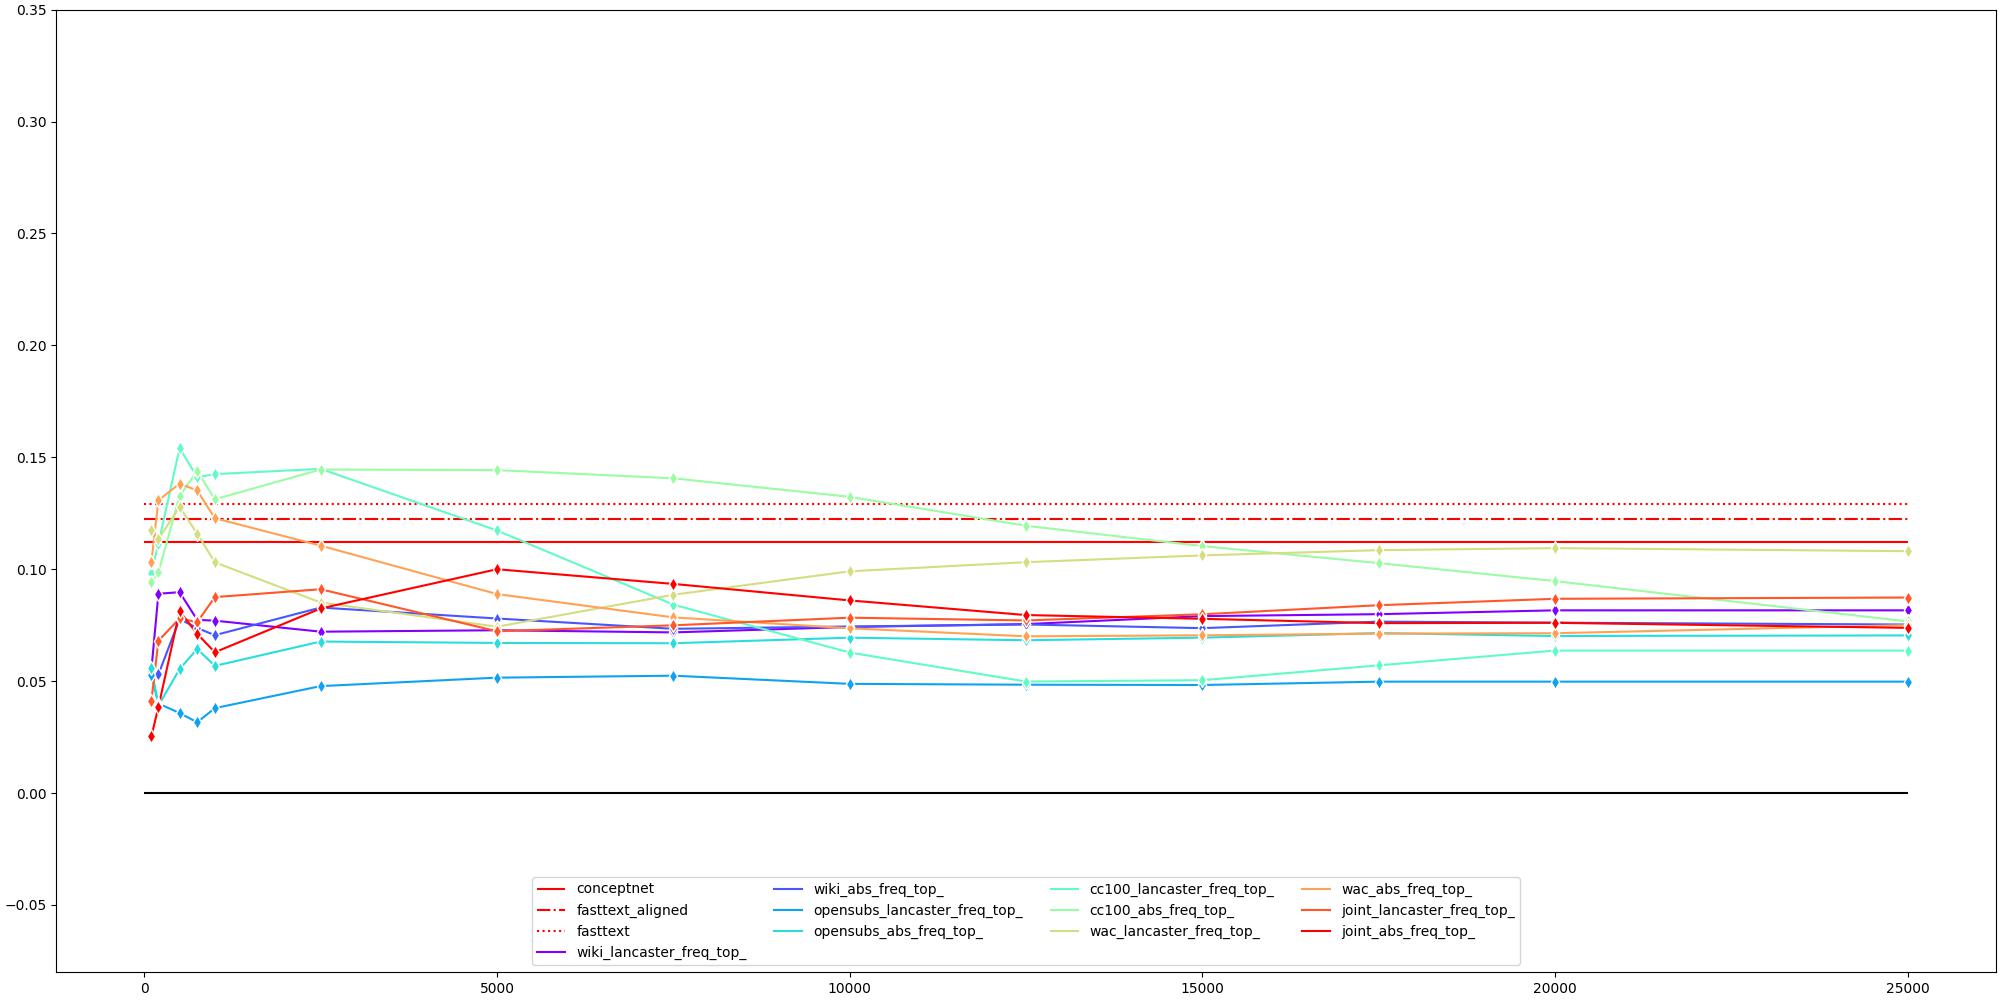 0.35
0.30
0.25
0.20
0.15
0.10
0.05
0.00
−0.05
0 5000 10000 15000 20000 25000
conceptnet
fasttext_aligned
fasttext
wiki_lancaster_freq_top_
wiki_abs_freq_top_
opensubs_lancaster_freq_top_
opensubs_abs_freq_top_
cc100_lancaster_freq_top_
cc100_abs_freq_top_
wac_lancaster_freq_top_
wac_abs_freq_top_
joint_lancaster_freq_top_
joint_abs_freq_top_